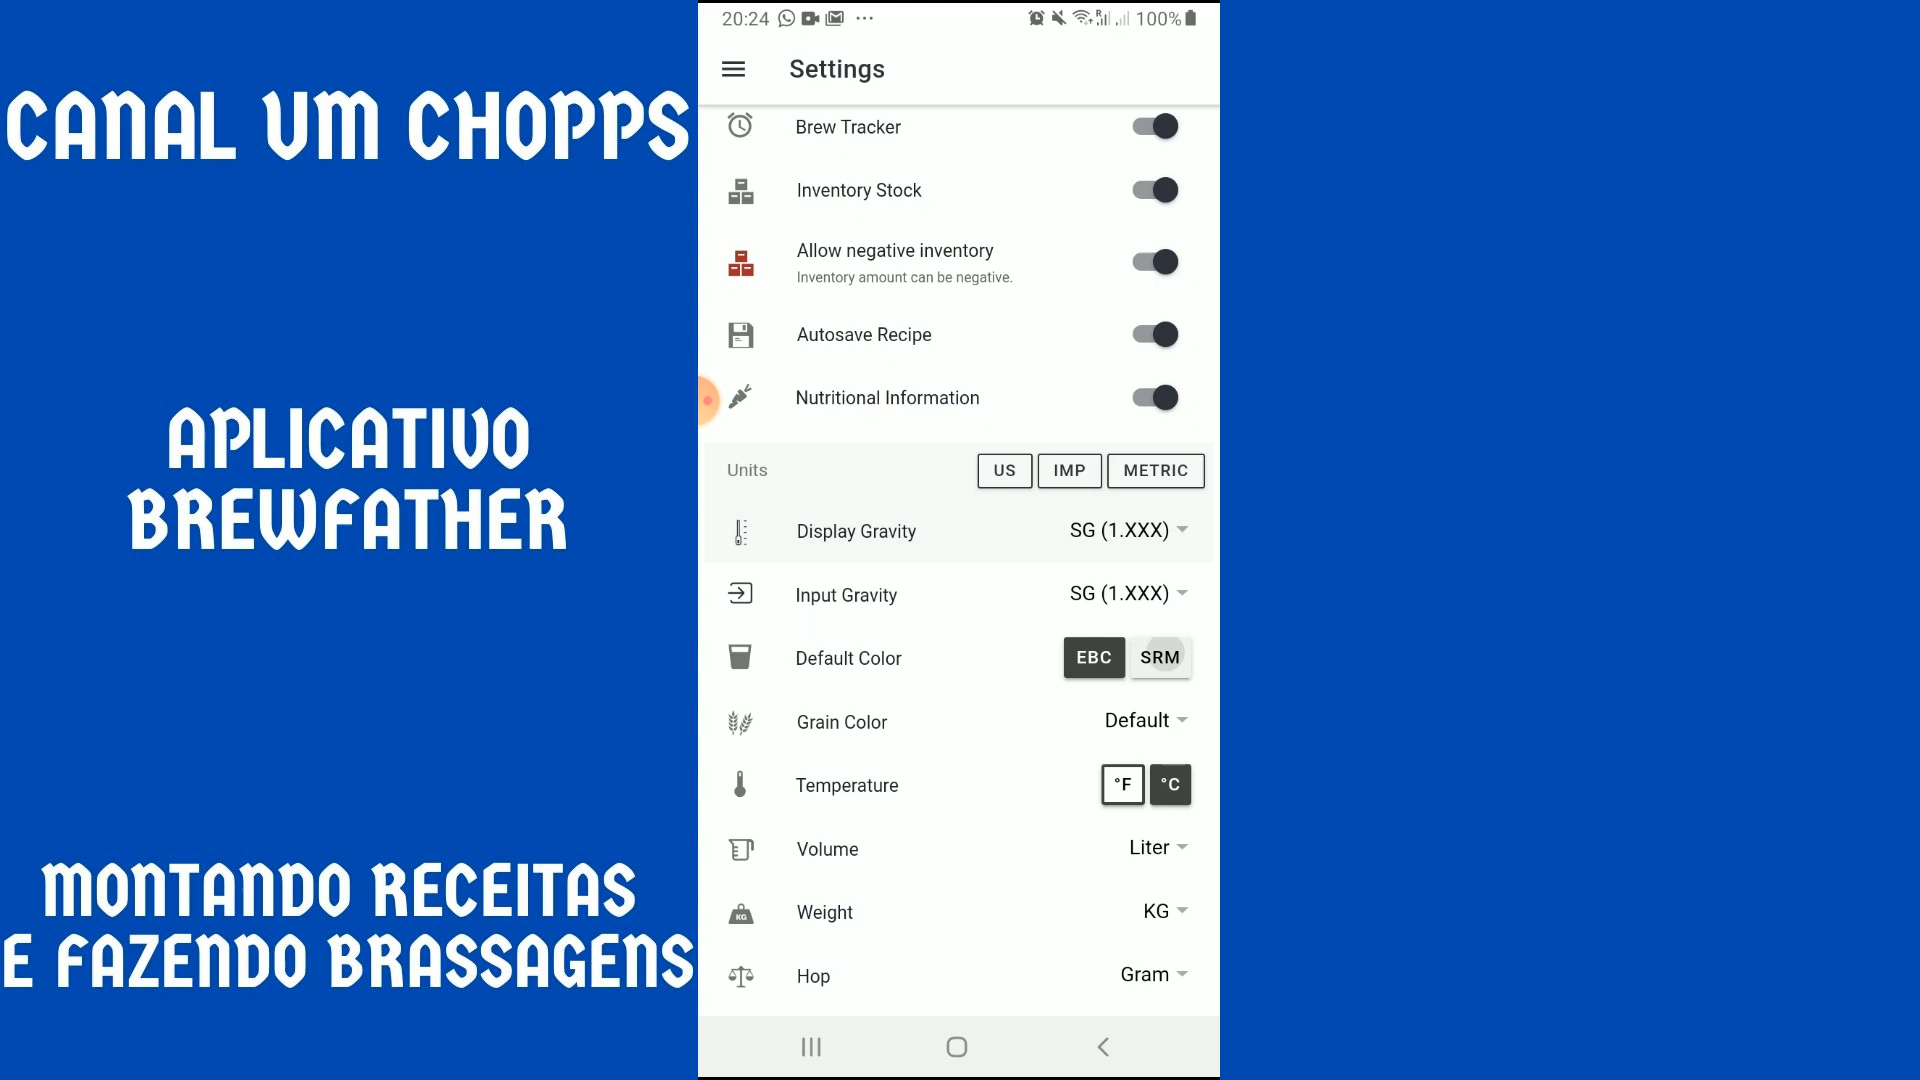 CANAL UM CHOPPS
APLICATIVO
BREWFATHER
MONTANDO RECEITAS
E FAZENDO BRASSAGENS
20:24 ... 100%
Settings
Brew Tracker
Inventory Stock
Allow negative inventory
Inventory amount can be negative.
Autosave Recipe
Nutritional Information
Units US IMP METRIC
Display Gravity SG (1.XXX)
Input Gravity SG (1.XXX)
Default Color EBC SRM
Grain Color Default
Temperature °F °C
Volume Liter
KG Weight KG
Hop Gram